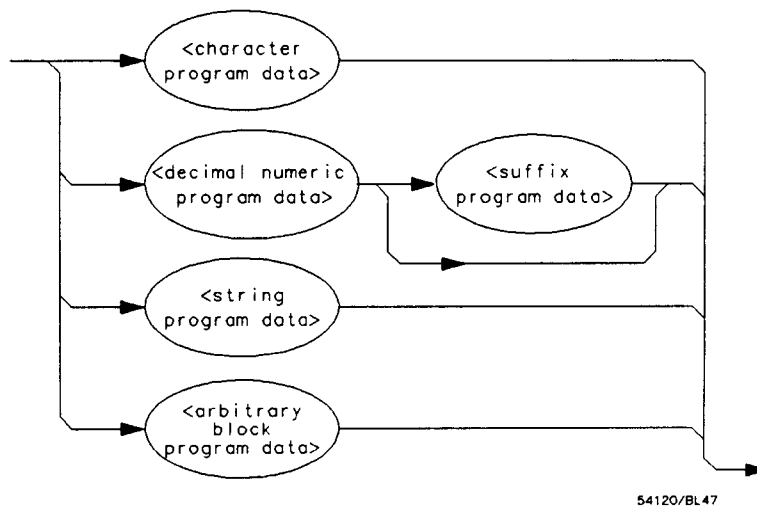 <character
program data>
<decimal numeric
program data>
<suffix
program data>
<string
program data>
<arbitrary
block
program data>
54120/BL47